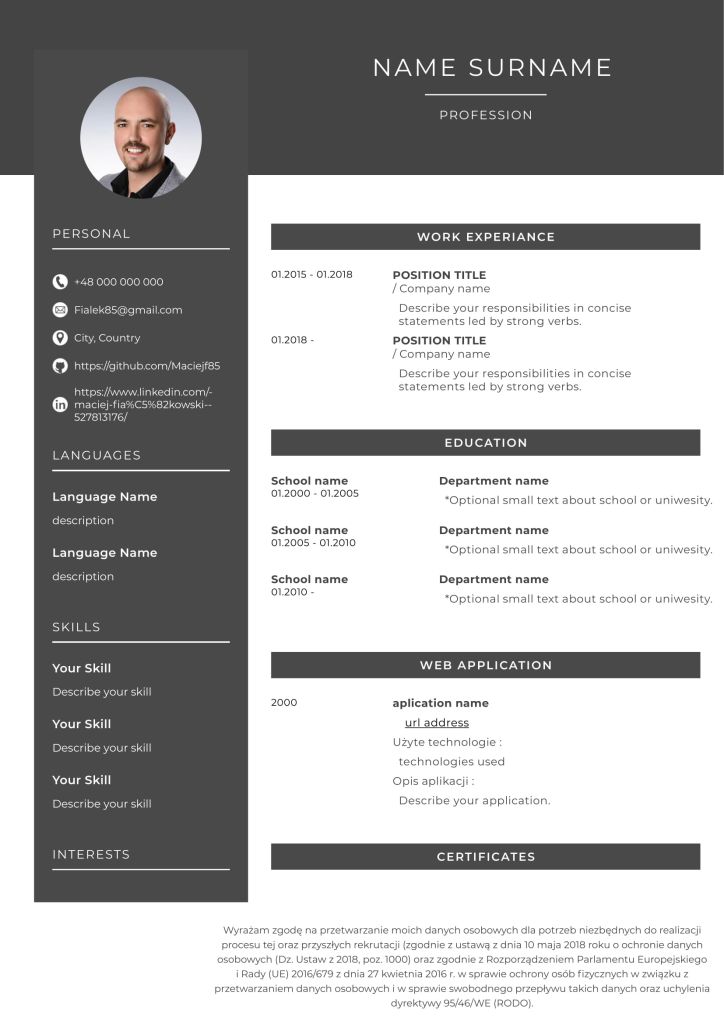 NAME SURNAME
PROFESSION
PERSONAL
+48 000 000 000
Fialek85@gmail.com
City, Country
https://github.com/Maciejf85
https://www.linkedin.com/-
maciej-fia%C5%82kowski--
527813176/
LANGUAGES
Language Name
description
Language Name
description
SKILLS
Your Skill
Describe your skill
Your Skill
Describe your skill
Your Skill
Describe your skill
INTERESTS
WORK EXPERIANCE
01.2015 - 01.2018
POSITION TITLE
/ Company name
Describe your responsibilities in concise
statements led by strong verbs.
01.2018 -
POSITION TITLE
/ Company name
Describe your responsibilities in concise
statements led by strong verbs.
EDUCATION
School name
01.2000 - 01.2005
Department name
*Optional small text about school or uniwesity.
School name
01.2005 - 01.2010
Department name
*Optional small text about school or uniwesity.
School name
01.2010 -
Department name
*Optional small text about school or uniwesity.
WEB APPLICATION
2000
aplication name
url address
Użyte technologie :
technologies used
Opis aplikacji :
Describe your application.
CERTIFICATES
Wyrażam zgodę na przetwarzanie moich danych osobowych dla potrzeb niezbędnych do realizacji
procesu tej oraz przyszłych rekrutacji (zgodnie z ustawą z dnia 10 maja 2018 roku o ochronie danych
osobowych (Dz. Ustaw z 2018, poz. 1000) oraz zgodnie z Rozporządzeniem Parlamentu Europejskiego
i Rady (UE) 2016/679 z dnia 27 kwietnia 2016 r. w sprawie ochrony osób fizycznych w związku z
przetwarzaniem danych osobowych i w sprawie swobodnego przepływu takich danych oraz uchylenia
dyrektywy 95/46/WE (RODO).